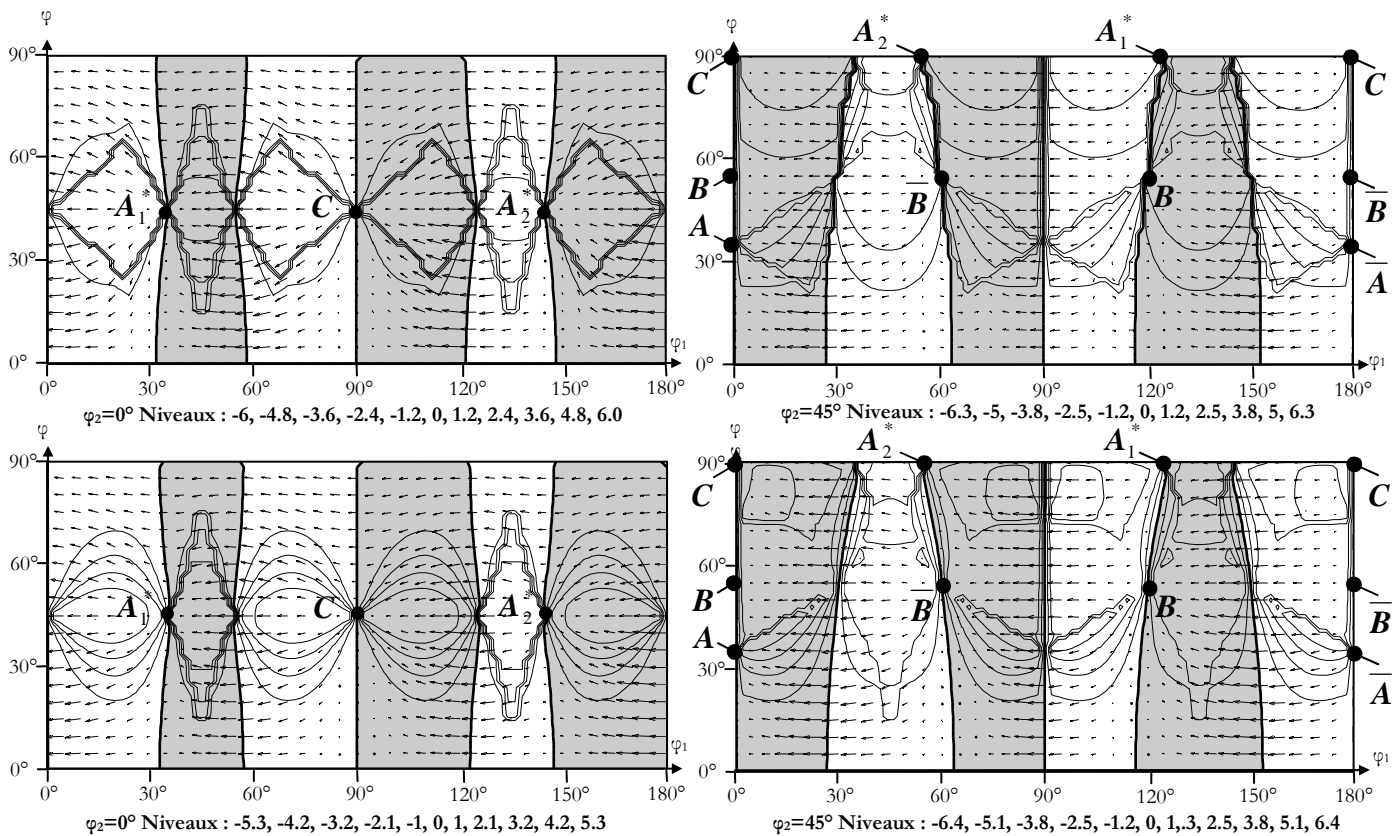 φ φ
A₂* A₁*
90° 90°
C C
60° 60°
A₁* C A₂* B B̅ B B̅
A A̅
30° 30°
0° φ₁ 0° φ₁
0° 30° 60° 90° 120° 150° 180° 0° 30° 60° 90° 120° 150° 180°
φ₂=0° Niveaux : -6, -4.8, -3.6, -2.4, -1.2, 0, 1.2, 2.4, 3.6, 4.8, 6.0
φ₂=45° Niveaux : -6.3, -5, -3.8, -2.5, -1.2, 0, 1.2, 2.5, 3.8, 5, 6.3
φ φ
A₂* A₁*
90° 90°
C C
60° 60°
A₁* C A₂* B B̅ B B̅
A A̅
30° 30°
0° φ₁ 0° φ₁
0° 30° 60° 90° 120° 150° 180° 0° 30° 60° 90° 120° 150° 180°
φ₂=0° Niveaux : -5.3, -4.2, -3.2, -2.1, -1, 0, 1, 2.1, 3.2, 4.2, 5.3
φ₂=45° Niveaux : -6.4, -5.1, -3.8, -2.5, -1.2, 0, 1,.3, 2.5, 3.8, 5.1, 6.4